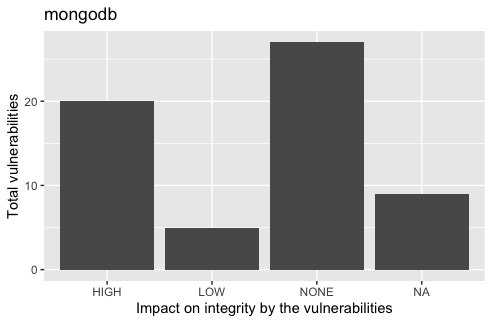 mongodb
Total vulnerabilities
20
10
0
HIGH LOW NONE NA
Impact on integrity by the vulnerabilities